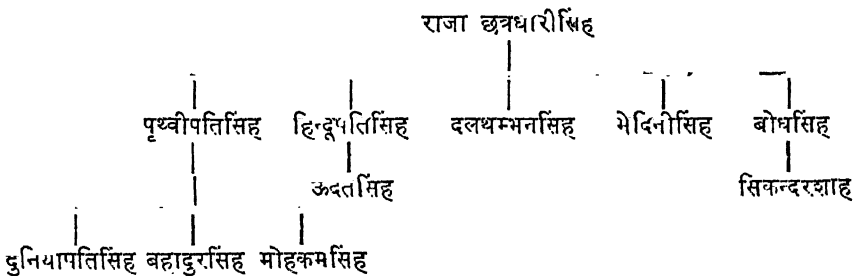 राजा छत्रधारीसिंह
पृथ्वीपतिसिंह हिन्दूपतिसिंह दलथम्भनसिंह मेदिनीसिंह बोधसिंह
ऊदतसिंह सिकन्दरशाह
दुनियापतिसिंह बहादुरसिंह मोहकमसिंह